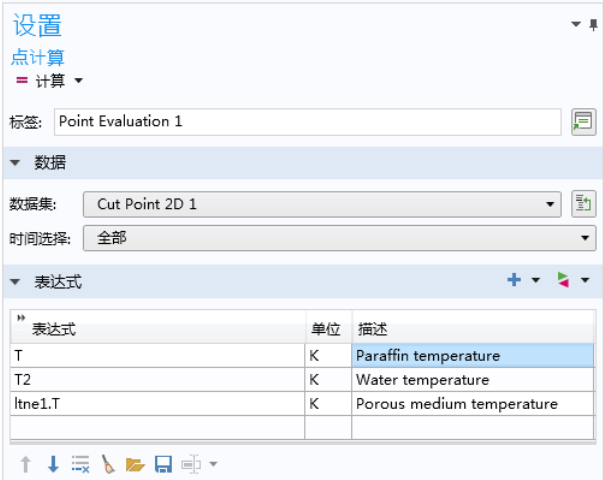 设置
点计算
= 计算
标签: Point Evaluation 1
数据
数据集: Cut Point 2D 1
时间选择: 全部
表达式
表达式 单位 描述
T K Paraffin temperature
T2 K Water temperature
ltne1.T K Porous medium temperature